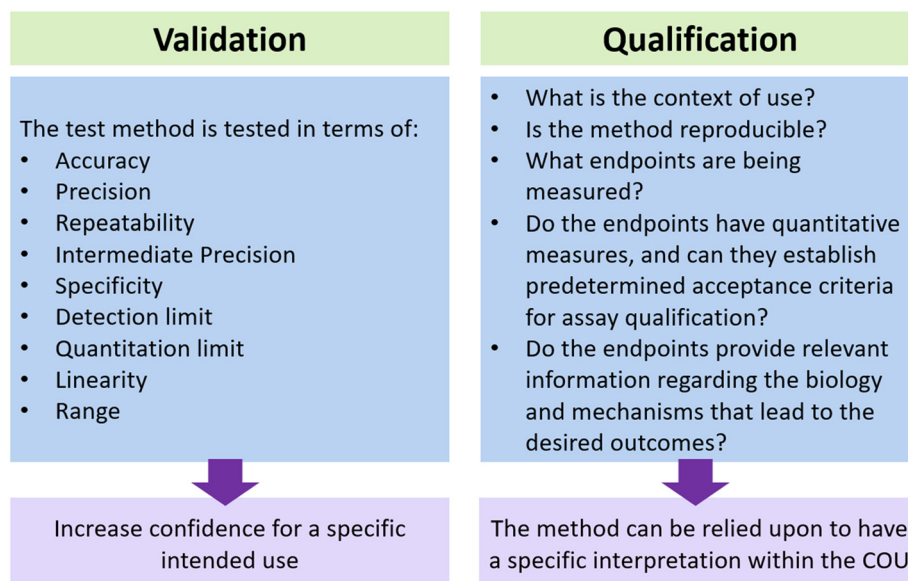 Validation
The test method is tested in terms of:
• Accuracy
• Precision
• Repeatability
• Intermediate Precision
• Specificity
• Detection limit
• Quantitation limit
• Linearity
• Range
Increase confidence for a specific
intended use
Qualification
• What is the context of use?
• Is the method reproducible?
• What endpoints are being
measured?
• Do the endpoints have quantitative
measures, and can they establish
predetermined acceptance criteria
for assay qualification?
• Do the endpoints provide relevant
information regarding the biology
and mechanisms that lead to the
desired outcomes?
The method can be relied upon to have
a specific interpretation within the COU